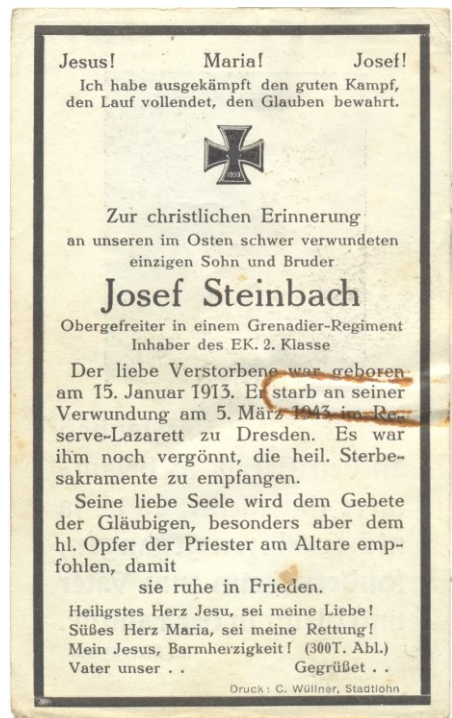 Jesus! Maria! Josef!
Ich habe ausgekämpft den guten Kampf,
den Lauf vollendet, den Glauben bewahrt.
1939
Zur christlichen Erinnerung
an unseren im Osten schwer verwundeten
einzigen Sohn und Bruder
Josef Steinbach
Obergefreiter in einem Grenadier-Regiment
Inhaber des EK. 2. Klasse
Der liebe Verstorbene war geboren
am 15. Januar 1913. Er starb an seiner
Verwundung am 5. März 1943 im Re-
serve-Lazarett zu Dresden. Es war
ihm noch vergönnt, die heil. Sterbe-
sakramente zu empfangen.
Seine liebe Seele wird dem Gebete
der Gläubigen, besonders aber dem
hl. Opfer der Priester am Altare emp-
fohlen, damit
sie ruhe in Frieden.
Heiligstes Herz Jesu, sei meine Liebe!
Süßes Herz Maria, sei meine Rettung!
Mein Jesus, Barmherzigkeit! (300T. Abl.)
Vater unser . . Gegrüßet . .
Druck: C. Wüllner, Stadtlohn